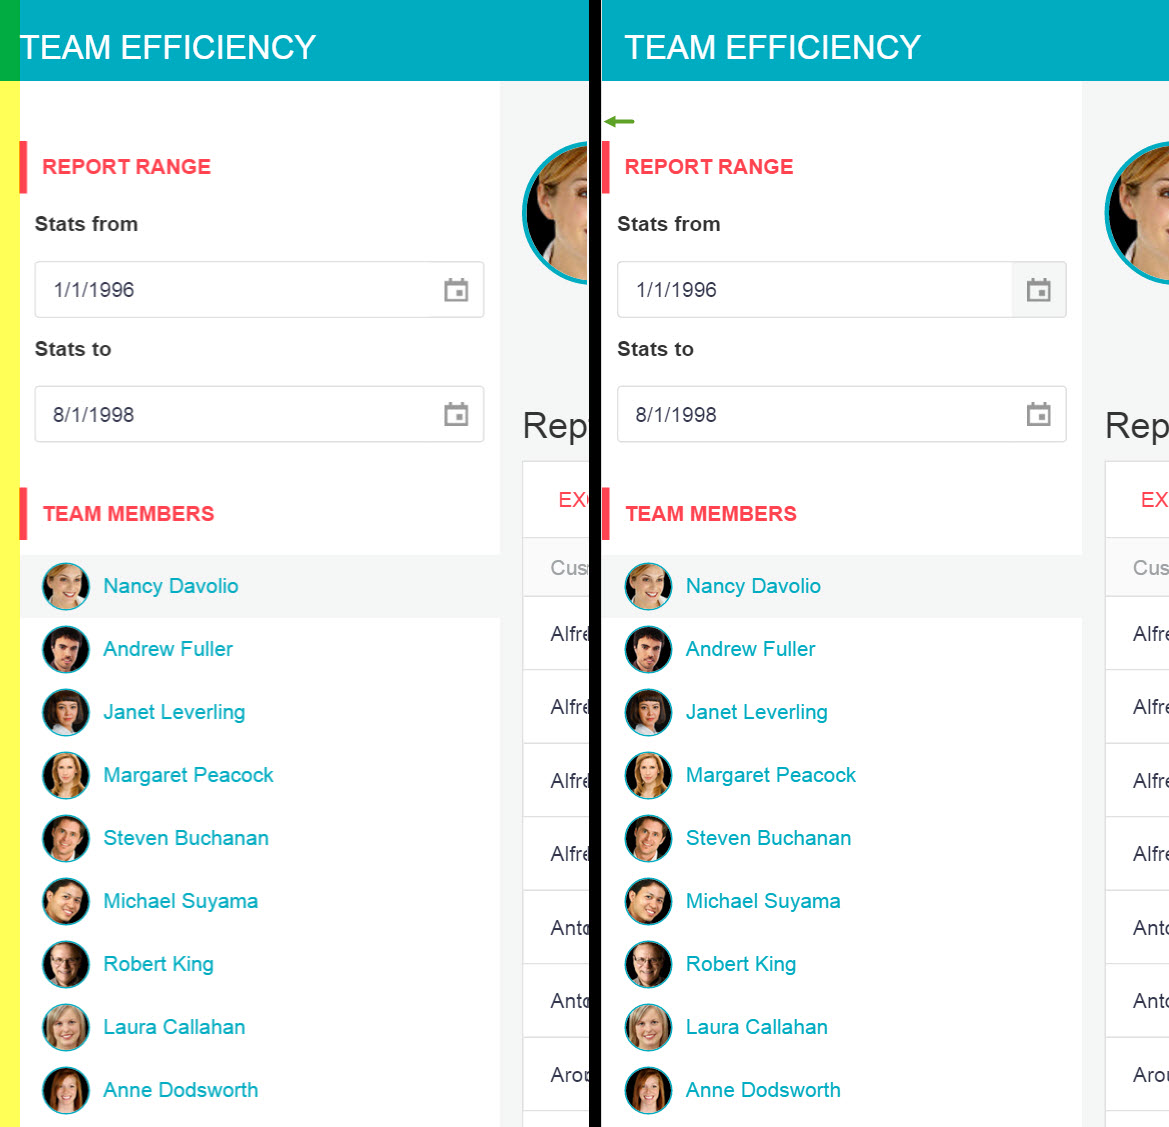 TEAM EFFICIENCY
REPORT RANGE
Stats from
1/1/1996
Stats to
8/1/1998
TEAM MEMBERS
Nancy Davolio
Andrew Fuller
Janet Leverling
Margaret Peacock
Steven Buchanan
Michael Suyama
Robert King
Laura Callahan
Anne Dodsworth
Rep
EX
Cus
Alfre
Alfre
Alfre
Alfre
Anto
Anto
Arou
TEAM EFFICIENCY
REPORT RANGE
Stats from
1/1/1996
Stats to
8/1/1998
TEAM MEMBERS
Nancy Davolio
Andrew Fuller
Janet Leverling
Margaret Peacock
Steven Buchanan
Michael Suyama
Robert King
Laura Callahan
Anne Dodsworth
Rep
EX
Cus
Alfre
Alfre
Alfre
Alfre
Anto
Anto
Arou